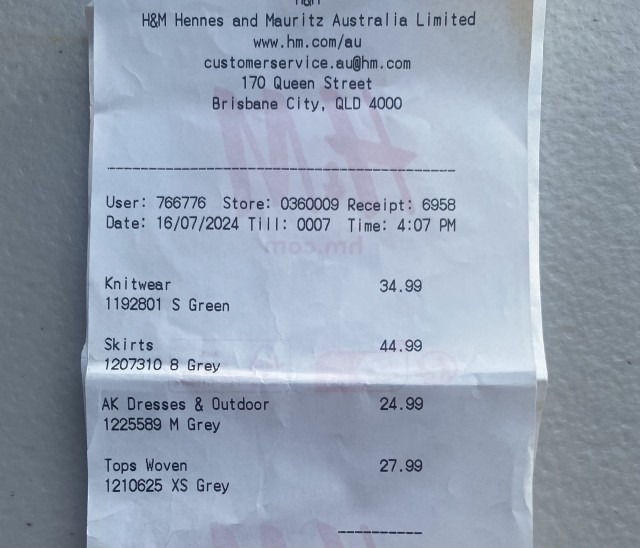 H&M
H&M Hennes and Mauritz Australia Limited
www.hm.com/au
customerservice.au@hm.com
170 Queen Street
Brisbane City, QLD 4000
User: 766776 Store: 0360009 Receipt: 6958
Date: 16/07/2024 Till: 0007 Time: 4:07 PM
Knitwear 34.99
1192801 S Green
Skirts 44.99
1207310 8 Grey
AK Dresses & Outdoor 24.99
1225589 M Grey
Tops Woven 27.99
1210625 XS Grey